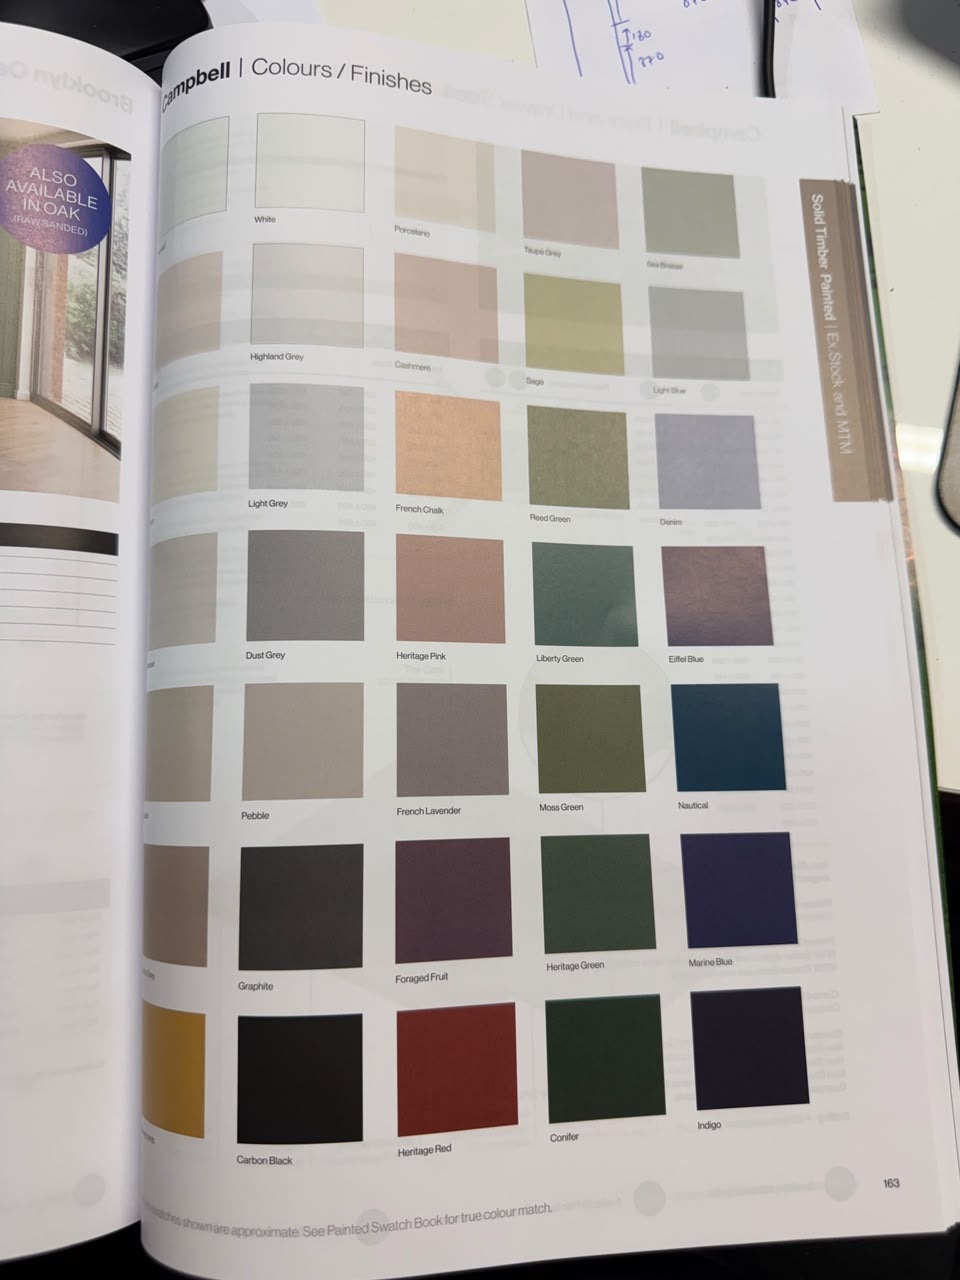 Campbell | Colours / Finishes
ALSO
AVAILABLE
IN OAK
(RAW/SANDED)
White
Porcelano
Taupe Grey
Sea Breeze
Highland Grey
Cashmere
Sage
Light Blue
Light Grey
French Chalk
Reed Green
Denim
Dust Grey
Heritage Pink
Liberty Green
Eiffel Blue
Pebble
French Lavender
Moss Green
Nautical
Graphite
Foraged Fruit
Heritage Green
Marine Blue
Carbon Black
Heritage Red
Conifer
Indigo
shown are approximate. See Painted Swatch Book for true colour match.
163
Solid Timber Painted | Ex.Stock and MTM
130
370